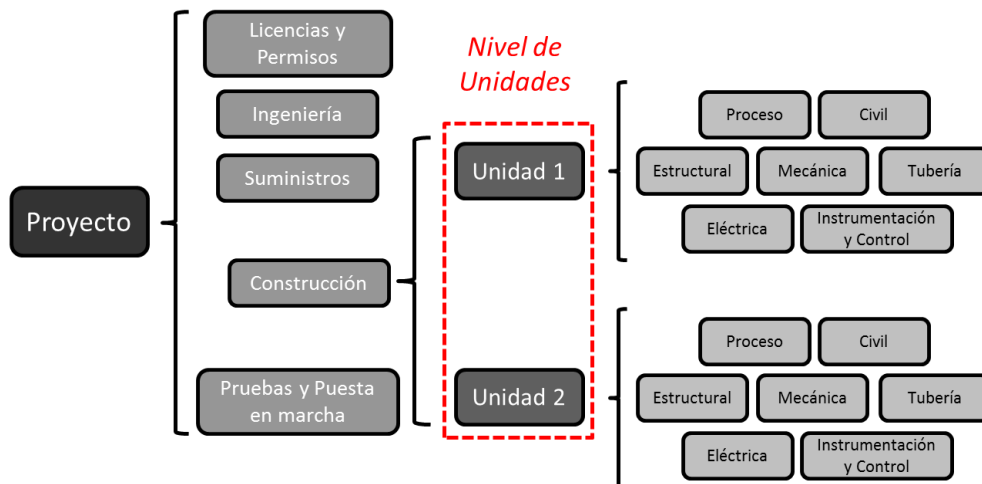 Licencias y
Permisos
Ingeniería
Suministros
Proyecto
Construcción
Pruebas y Puesta
en marcha
Nivel de
Unidades
Unidad 1
Unidad 2
Proceso
Civil
Estructural
Mecánica
Tubería
Eléctrica
Instrumentación
y Control
Proceso
Civil
Estructural
Mecánica
Tubería
Eléctrica
Instrumentación
y Control